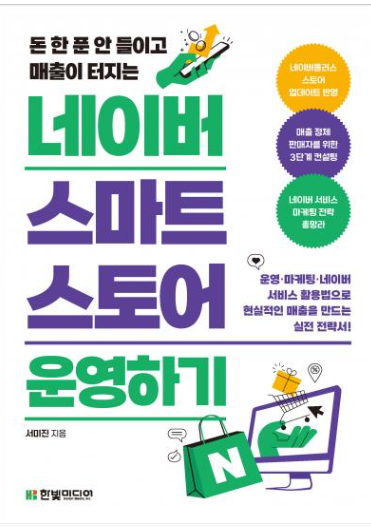 돈 한 푼 안 들이고
매출이 터지는
네이버
스마트
스토어
운영하기
네이버플러스
스토어
업데이트 반영
매출 정체
판매자를 위한
3단계 컨설팅
네이버 서비스
마케팅 전략
총망라
운영·마케팅·네이버
서비스 활용법으로
현실적인 매출을 만드는
실전 전략서!
서미진 지음
N
한빛미디어